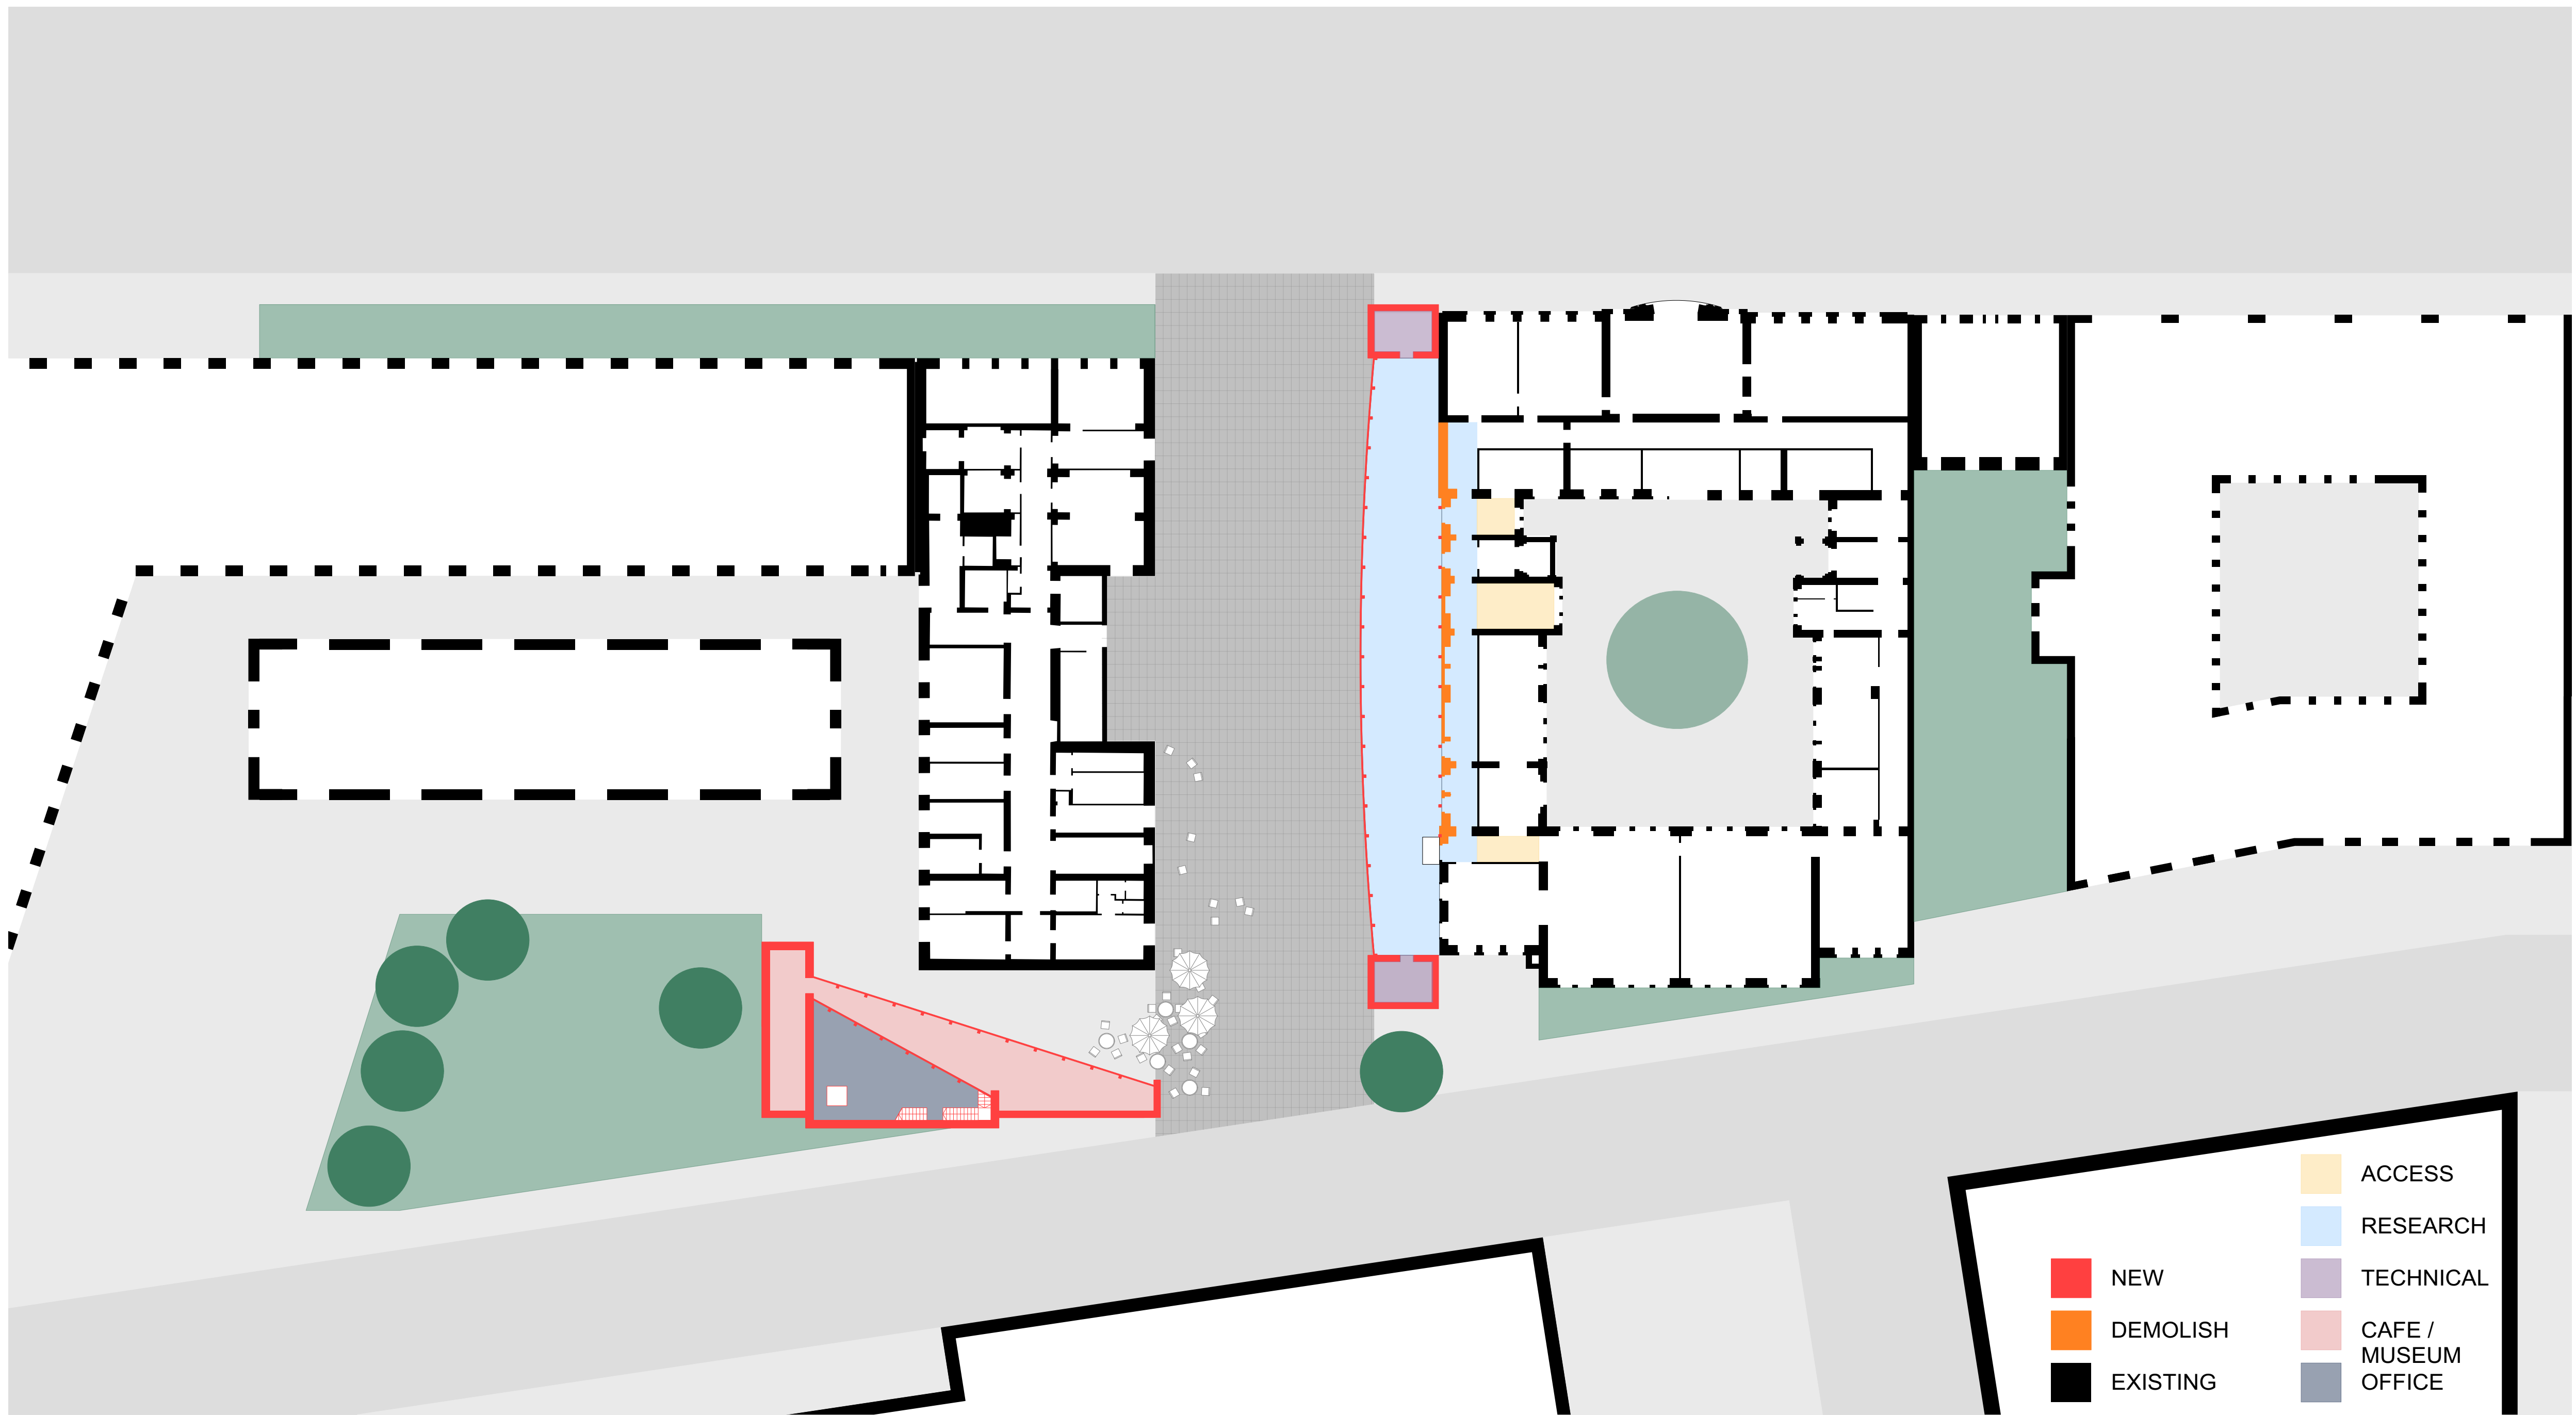 NEW
DEMOLISH
EXISTING
ACCESS
RESEARCH
TECHNICAL
CAFE /
MUSEUM
OFFICE